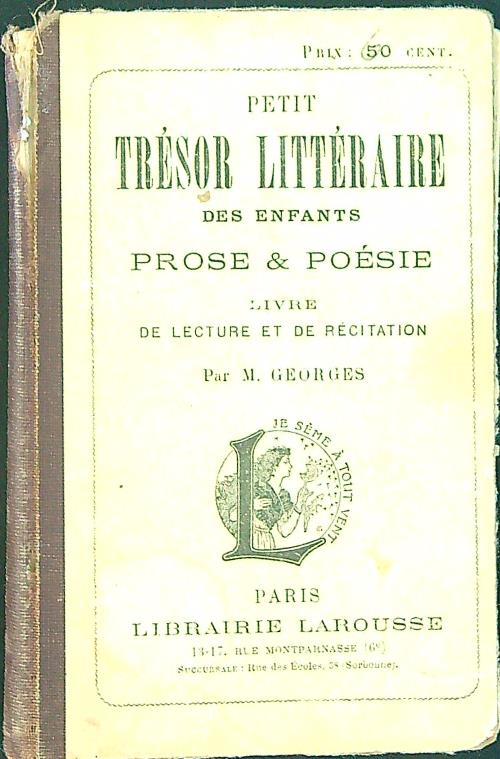 PRIX : 50 CENT.
PETIT
TRÉSOR LITTÉRAIRE
DES ENFANTS
PROSE & POÉSIE
LIVRE
DE LECTURE ET DE RÉCITATION
Par M. GEORGES
JE SÈME À TOUT VENT
L
PARIS
LIBRAIRIE LAROUSSE
13-17, RUE MONTPARNASSE (6e)
SUCCURSALE : Rue des Écoles, 58 (Sorbonne).